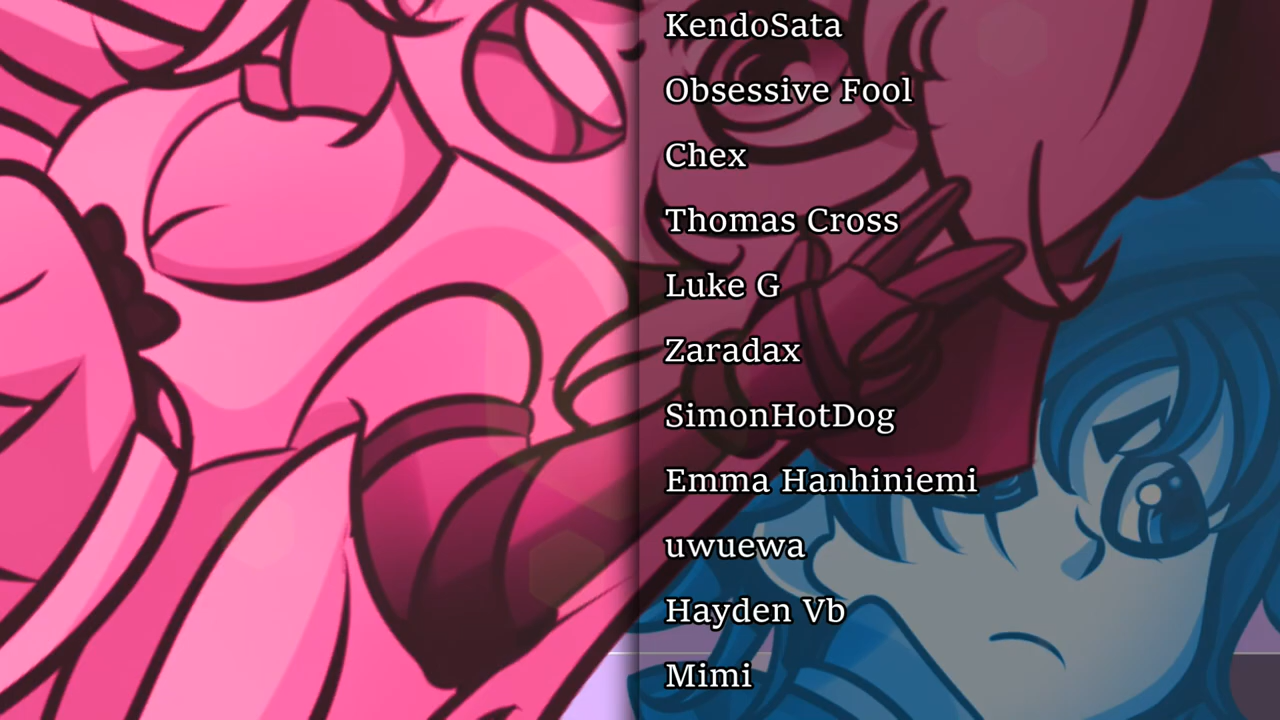 KendoSata
Obsessive Fool
Chex
Thomas Cross
Luke G
Zaradax
SimonHotDog
Emma Hanhiniemi
uwuewa
Hayden Vb
Mimi